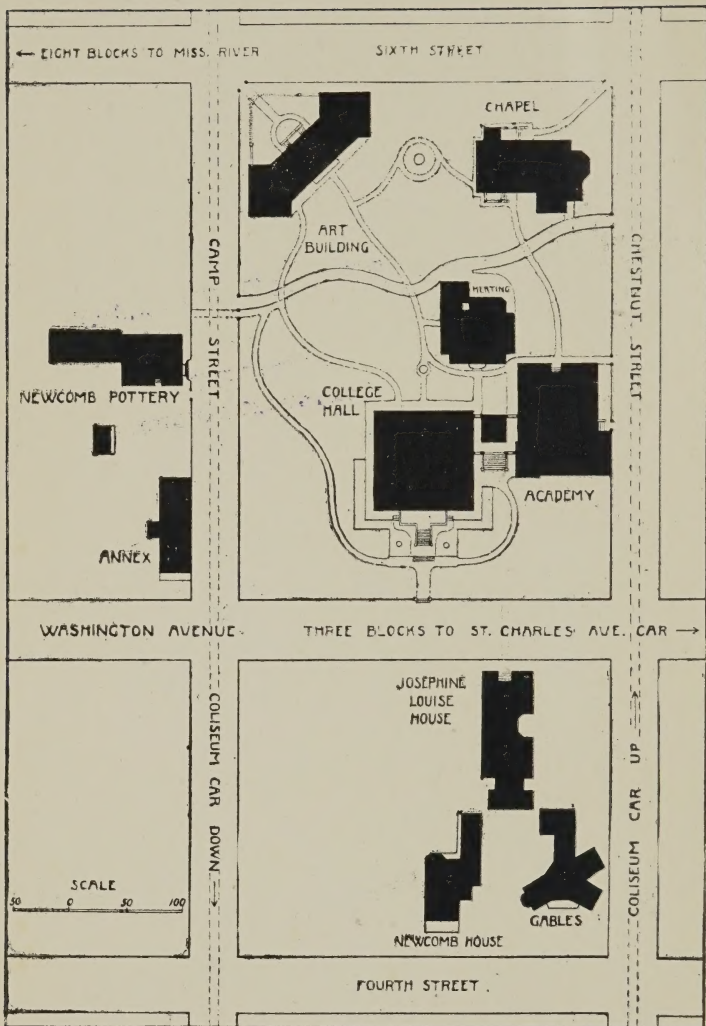 ← EIGHT BLOCKS TO MISS. RIVER
SIXTH STREET
CHAPEL
ART
BUILDING
CAMP STREET
CHESTNUT STREET
HEATING
NEWCOMB POTTERY
COLLEGE
HALL
ACADEMY
ANNEX
WASHINGTON AVENUE
THREE BLOCKS TO ST. CHARLES AVE. CAR →
JOSEPHINE
LOUISE
HOUSE
COLISEUM CAR DOWN →
COLISEUM CAR UP →
SCALE
50 0 50 100
NEWCOMB HOUSE
GABLES
FOURTH STREET.